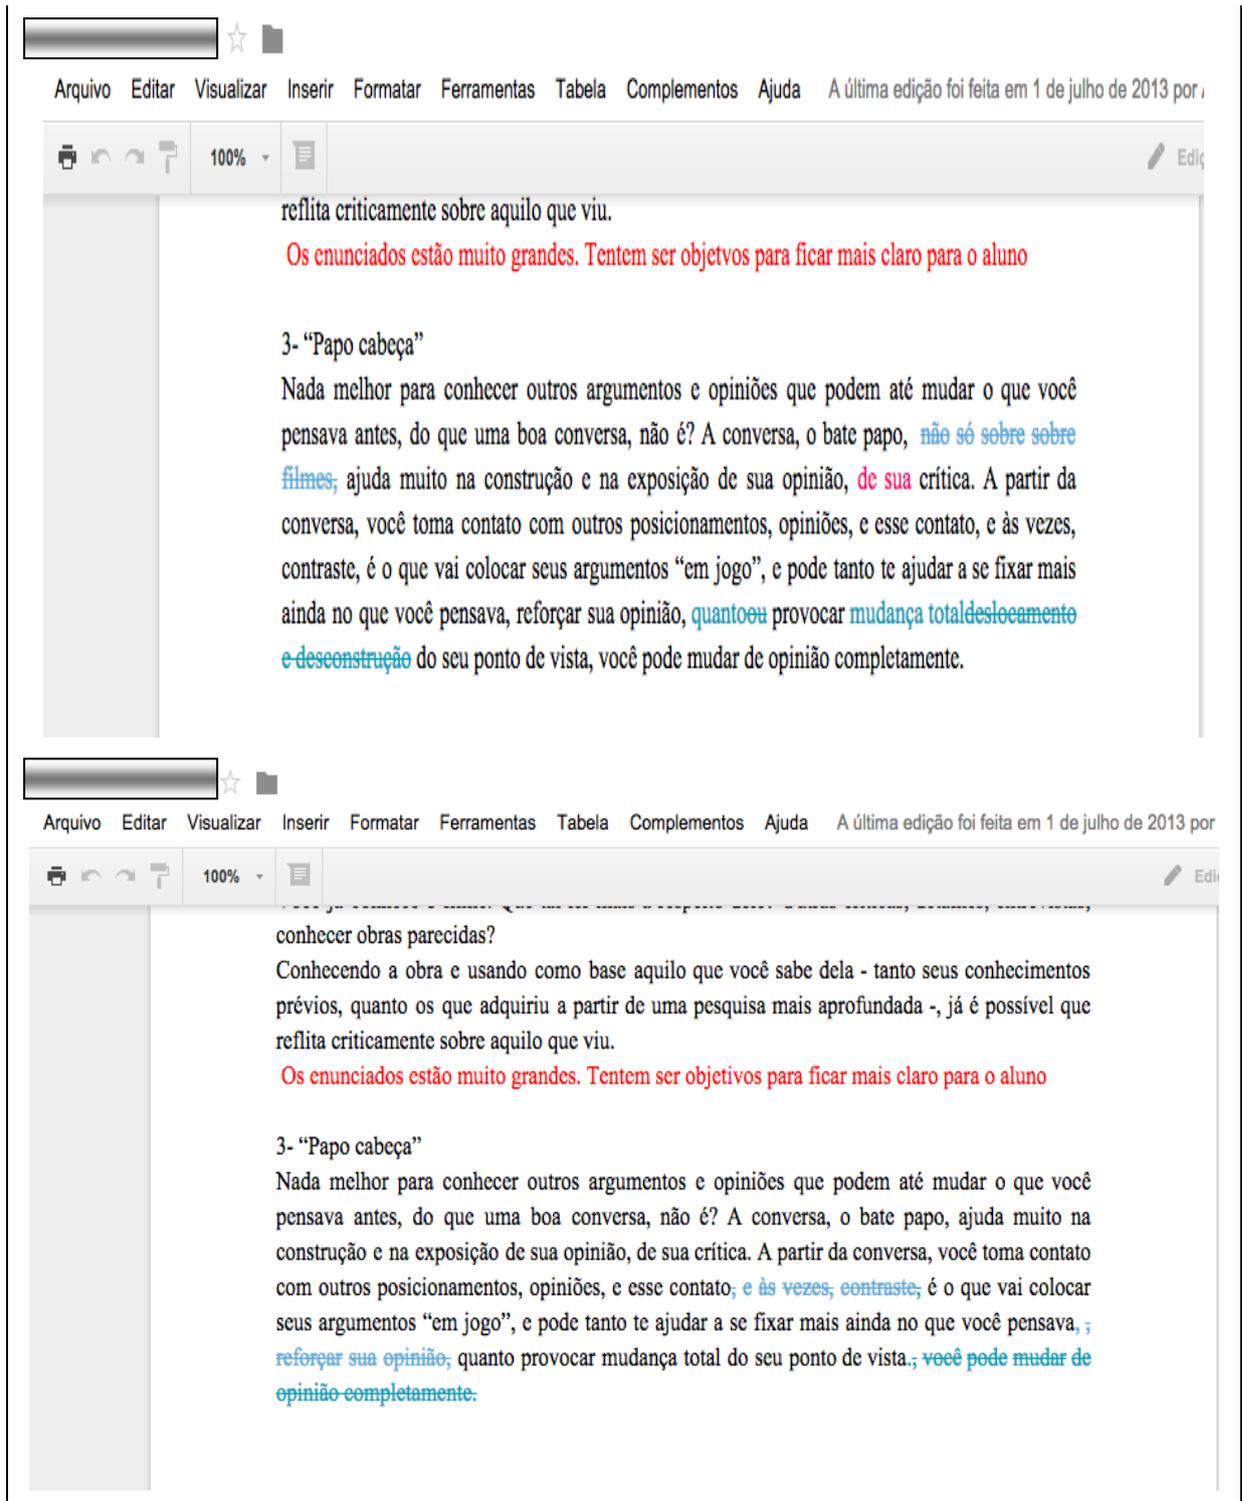 Arquivo Editar Visualizar Inserir Formatar Ferramentas Tabela Complementos Ajuda A última edição foi feita em 1 de julho de 2013 por
100%
reflita criticamente sobre aquilo que viu.
Os enunciados estão muito grandes. Tentem ser objetvos para ficar mais claro para o aluno
3- “Papo cabeça”
Nada melhor para conhecer outros argumentos e opiniões que podem até mudar o que você
pensava antes, do que uma boa conversa, não é? A conversa, o bate papo, não só sobre sobre
filmes, ajuda muito na construção e na exposição de sua opinião, de sua crítica. A partir da
conversa, você toma contato com outros posicionamentos, opiniões, e esse contato, e às vezes,
contraste, é o que vai colocar seus argumentos “em jogo”, e pode tanto te ajudar a se fixar mais
ainda no que você pensava, reforçar sua opinião, quantoou provocar mudança totaldeslocamento
e desconstrução do seu ponto de vista, você pode mudar de opinião completamente.
Arquivo Editar Visualizar Inserir Formatar Ferramentas Tabela Complementos Ajuda A última edição foi feita em 1 de julho de 2013 por
100%
conhecer obras parecidas?
Conhecendo a obra e usando como base aquilo que você sabe dela - tanto seus conhecimentos
prévios, quanto os que adquiriu a partir de uma pesquisa mais aprofundada -, já é possível que
reflita criticamente sobre aquilo que viu.
Os enunciados estão muito grandes. Tentem ser objetivos para ficar mais claro para o aluno
3- “Papo cabeça”
Nada melhor para conhecer outros argumentos e opiniões que podem até mudar o que você
pensava antes, do que uma boa conversa, não é? A conversa, o bate papo, ajuda muito na
construção e na exposição de sua opinião, de sua crítica. A partir da conversa, você toma contato
com outros posicionamentos, opiniões, e esse contato, e às vezes, contraste, é o que vai colocar
seus argumentos “em jogo”, e pode tanto te ajudar a se fixar mais ainda no que você pensava, ,
reforçar sua opinião, quanto provocar mudança total do seu ponto de vista., você pode mudar de
opinião completamente.